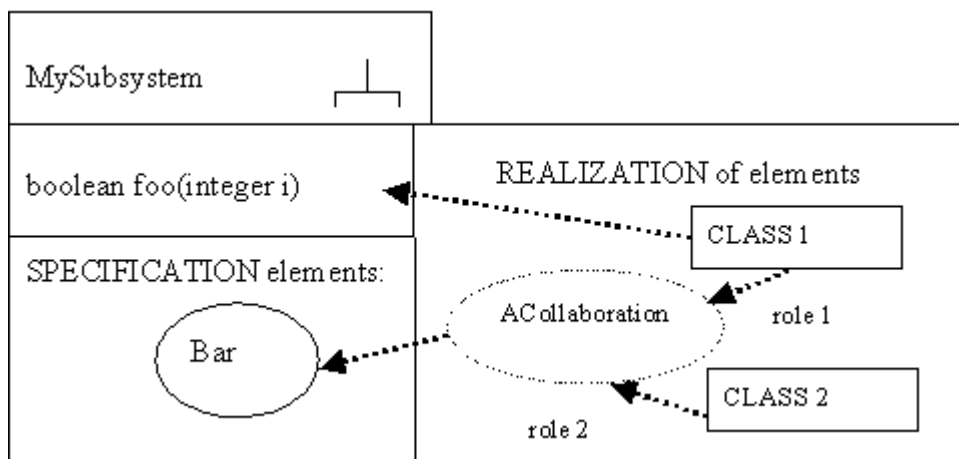 MySubsystem
boolean foo(integer i)
REALIZATION of elements
CLASS 1
SPECIFICATION elements:
ACollaboration
role 1
Bar
CLASS 2
role 2